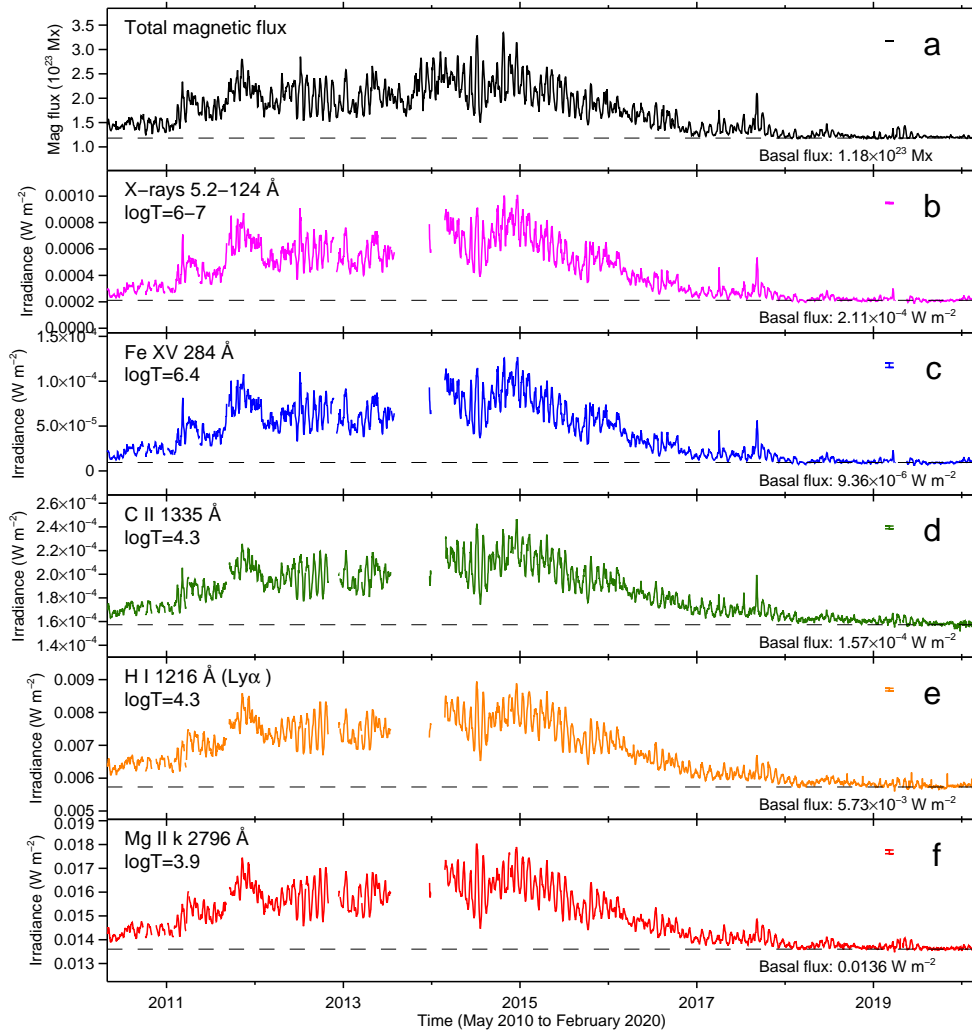 Total magnetic flux
a
Mag flux (10²³ Mx)
3.5
3.0
2.5
2.0
1.5
1.0
Basal flux: 1.18×10²³ Mx
X−rays 5.2−124 Å
logT=6−7
b
Irradiance (W m⁻²)
0.0010
0.0008
0.0006
0.0004
0.0002
0.0000
Basal flux: 2.11×10⁻⁴ W m⁻²
Fe XV 284 Å
logT=6.4
c
Irradiance (W m⁻²)
1.5×10⁻⁴
1.0×10⁻⁴
5.0×10⁻⁵
0
Basal flux: 9.36×10⁻⁶ W m⁻²
C II 1335 Å
logT=4.3
d
Irradiance (W m⁻²)
2.6×10⁻⁴
2.4×10⁻⁴
2.2×10⁻⁴
2.0×10⁻⁴
1.8×10⁻⁴
1.6×10⁻⁴
1.4×10⁻⁴
Basal flux: 1.57×10⁻⁴ W m⁻²
H I 1216 Å (Lyα )
logT=4.3
e
Irradiance (W m⁻²)
0.009
0.008
0.007
0.006
0.005
Basal flux: 5.73×10⁻³ W m⁻²
Mg II k 2796 Å
logT=3.9
f
Irradiance (W m⁻²)
0.019
0.018
0.017
0.016
0.015
0.014
0.013
Basal flux: 0.0136 W m⁻²
2011 2013 2015 2017 2019
Time (May 2010 to February 2020)